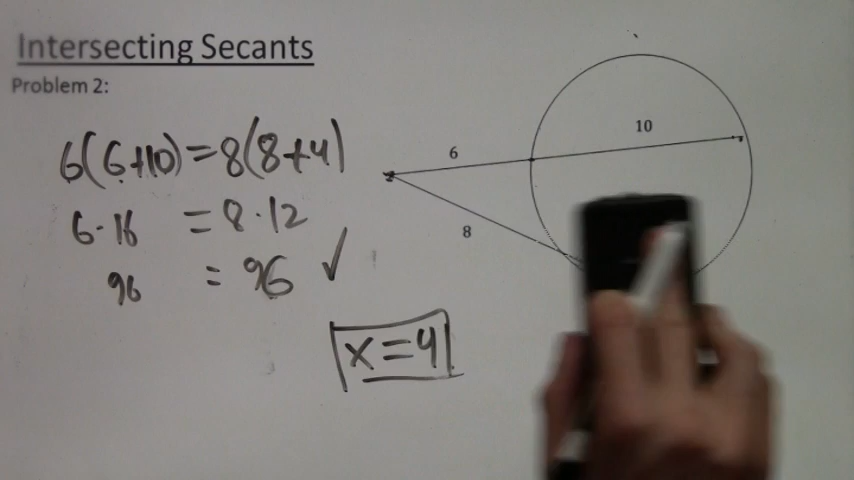 Intersecting Secants
Problem 2:
6(6+10)=8(8+4)
6·16 = 8·12
96 = 96 ✓
x=4
6
10
8